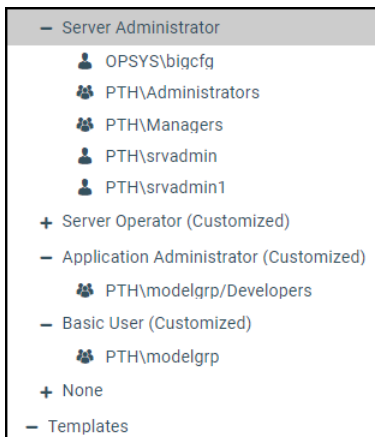 Server Administrator
OPSYS\bigcfg
PTH\Administrators
PTH\Managers
PTH\srvadmin
PTH\srvadmin1
Server Operator (Customized)
Application Administrator (Customized)
PTH\modelgrp/Developers
Basic User (Customized)
PTH\modelgrp
None
Templates